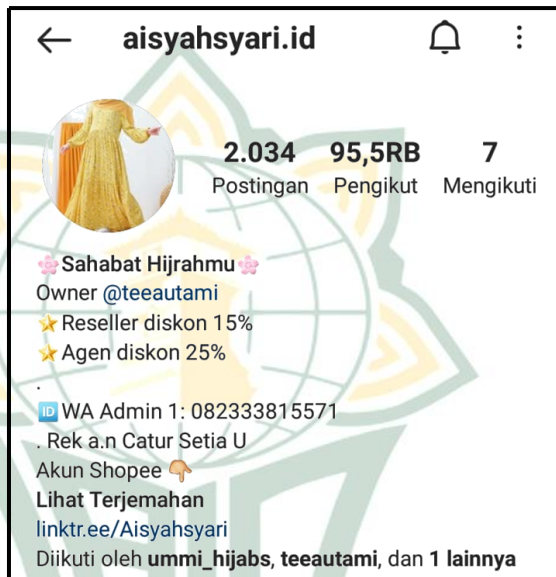 aisyahsyari.id
2.034 95,5RB 7
Postingan Pengikut Mengikuti
🌸Sahabat Hijrahmu🌸
Owner @teeautami
⭐Reseller diskon 15%
⭐Agen diskon 25%
.
🆔WA Admin 1: 082333815571
. Rek a.n Catur Setia U
Akun Shopee 👇🏼
Lihat Terjemahan
linktr.ee/Aisyahsyari
Diikuti oleh ummi_hijabs, teeautami, dan 1 lainnya